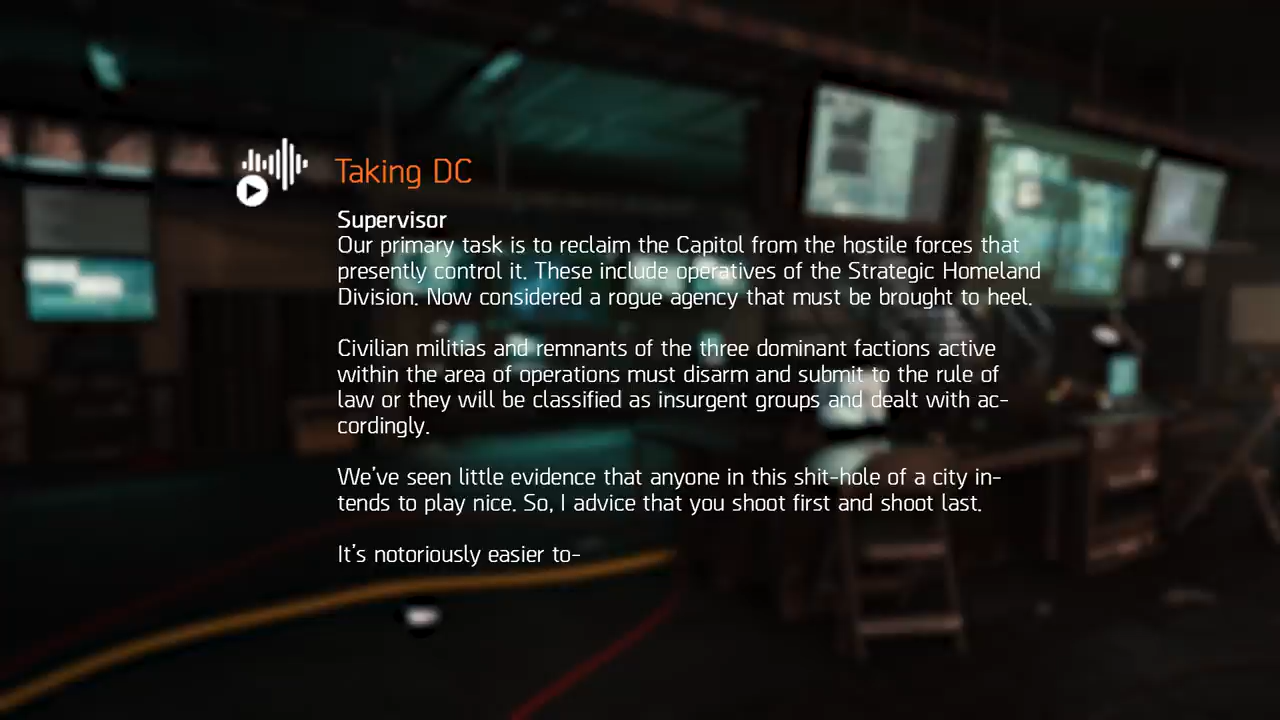 Taking DC
Supervisor
Our primary task is to reclaim the Capitol from the hostile forces that
presently control it. These include operatives of the Strategic Homeland
Division. Now considered a rogue agency that must be brought to heel.
Civilian militias and remnants of the three dominant factions active
within the area of operations must disarm and submit to the rule of
law or they will be classified as insurgent groups and dealt with ac-
cordingly.
We've seen little evidence that anyone in this shit-hole of a city in-
tends to play nice. So, I advice that you shoot first and shoot last.
It's notoriously easier to-